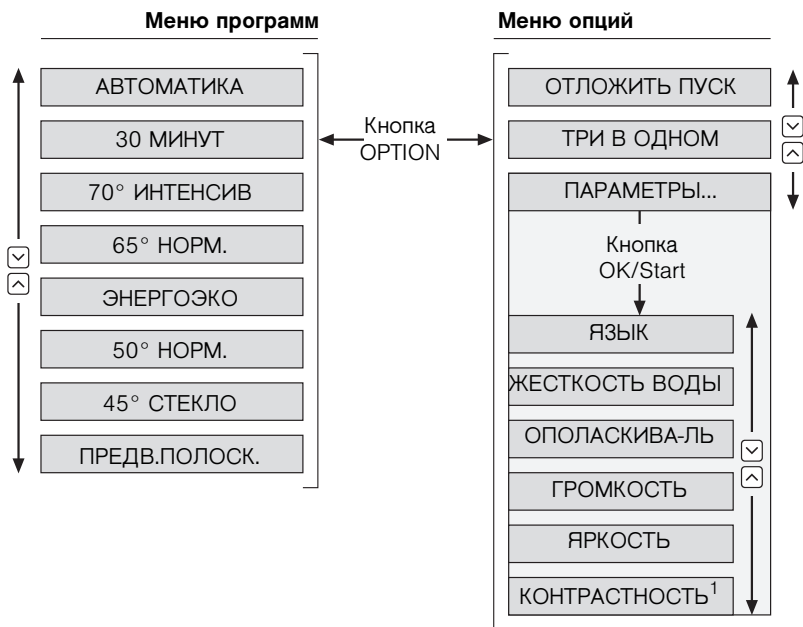 Меню программ
АВТОМАТИКА
30 МИНУТ
70° ИНТЕНСИВ
65° НОРМ.
ЭНЕРГОЭКО
50° НОРМ.
45° СТЕКЛО
ПРЕДВ.ПОЛОСК.
Кнопка
OPTION
Меню опций
ОТЛОЖИТЬ ПУСК
ТРИ В ОДНОМ
ПАРАМЕТРЫ...
Кнопка
OK/Start
ЯЗЫК
ЖЕСТКОСТЬ ВОДЫ
ОПОЛАСКИВА-ЛЬ
ГРОМКОСТЬ
ЯРКОСТЬ
КОНТРАСТНОСТЬ¹